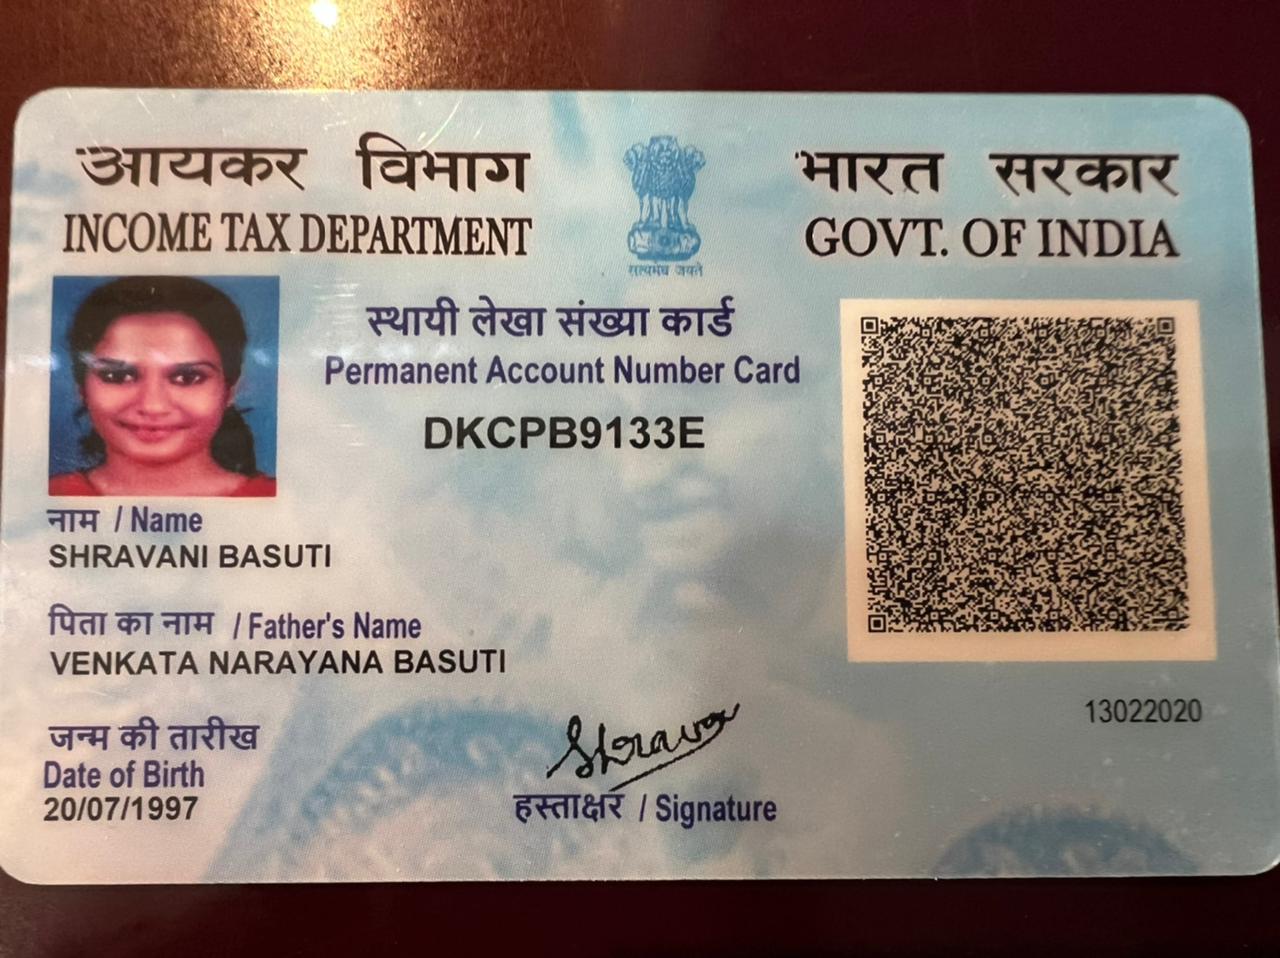 आयकर विभाग
INCOME TAX DEPARTMENT
सत्यमेव जयते
भारत सरकार
GOVT. OF INDIA
स्थायी लेखा संख्या कार्ड
Permanent Account Number Card
DKCPB9133E
नाम / Name
SHRAVANI BASUTI
पिता का नाम / Father's Name
VENKATA NARAYANA BASUTI
जन्म की तारीख
Date of Birth
20/07/1997
हस्ताक्षर / Signature
13022020